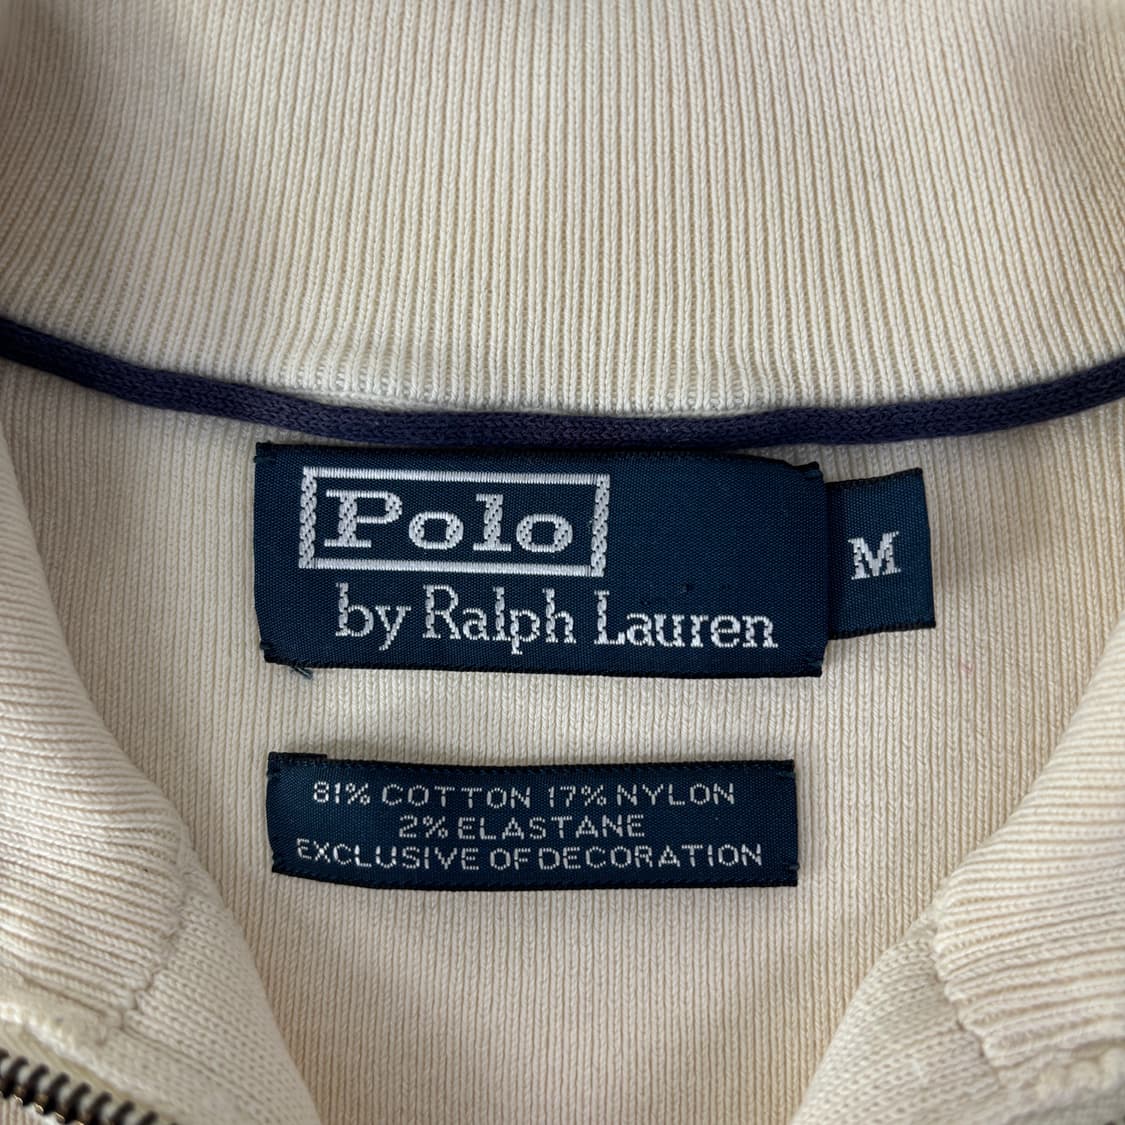 Polo
by Ralph Lauren
M
81% COTTON 17% NYLON
2% ELASTANE
EXCLUSIVE OF DECORATION